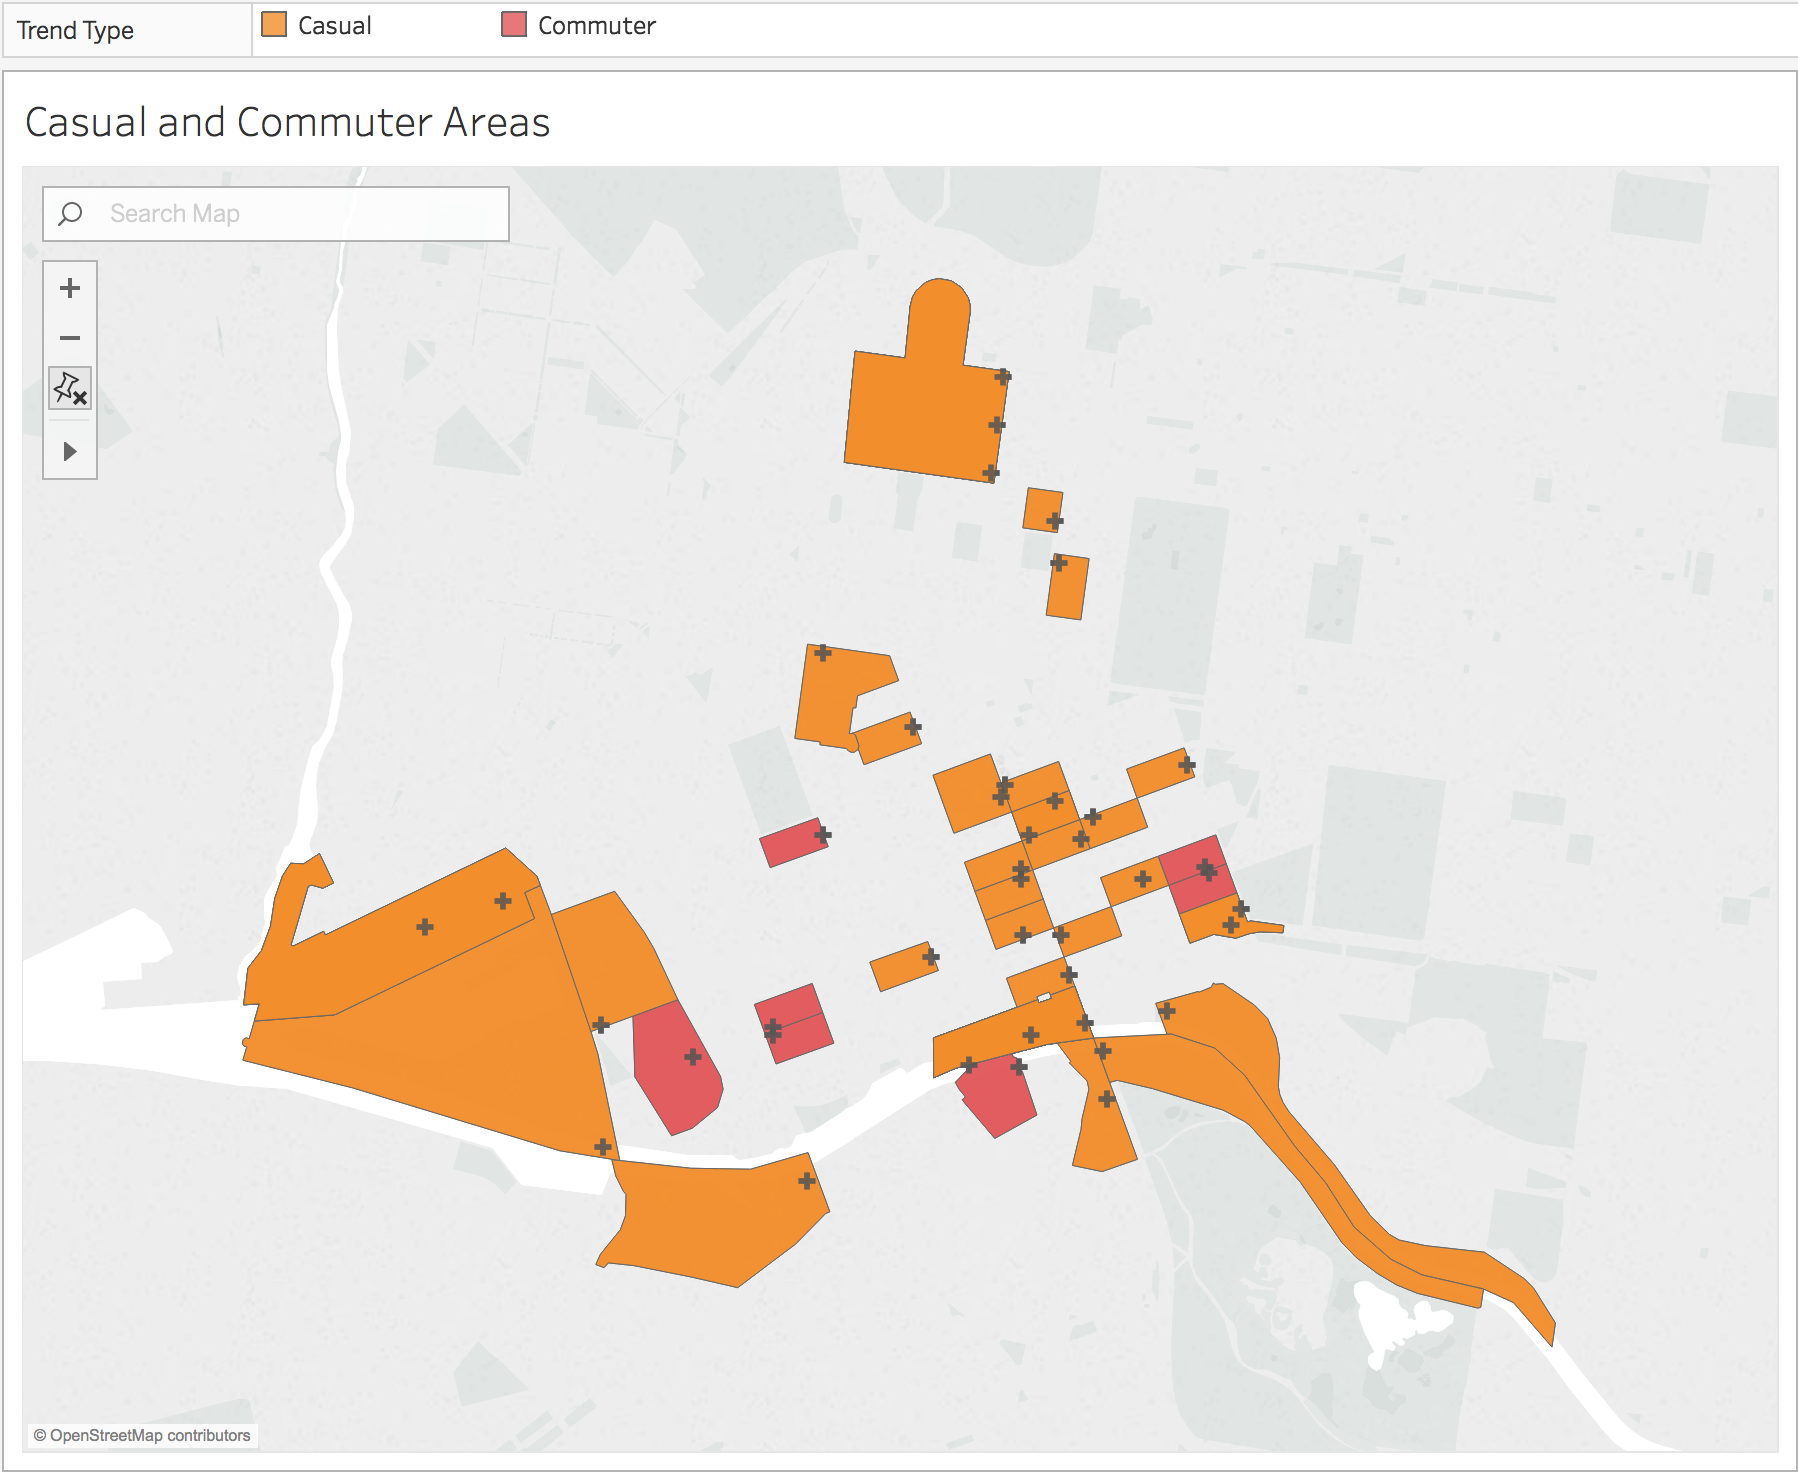 Trend Type
Casual
Commuter
Casual and Commuter Areas
Search Map
© OpenStreetMap contributors